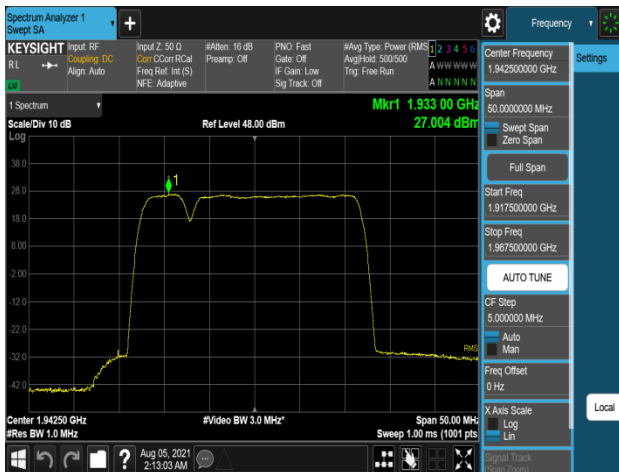 Spectrum Analyzer 1
Swept SA
+
Frequency
KEYSIGHT
Input: RF
Input Z: 50 Ω
#Atten: 16 dB
PNO: Fast
#Avg Type: Power (RMS
1 2 3 4 5 6
RL
Coupling: DC
Corr CCorr RCal
Preamp: Off
Gate: Off
Avg|Hold: 500/500
A W W W W W
Align: Auto
Freq Ref: Int (S)
IF Gain: Low
Trig: Free Run
NFE: Adaptive
Sig Track: Off
A N N N N N
1 Spectrum
Mkr1 1.933 00 GHz
Scale/Div 10 dB
Ref Level 48.00 dBm
27.004 dBm
Log
38.0
28.0
18.0
8.00
-2.00
-12.0
-22.0
-32.0
-42.0
1
RMS
Center 1.94250 GHz
#Video BW 3.0 MHz*
Span 50.00 MHz
#Res BW 1.0 MHz
Sweep 1.00 ms (1001 pts
Aug 05, 2021
2:13:03 AM
?
Center Frequency
1.942500000 GHz
Settings
Span
50.0000000 MHz
Swept Span
Zero Span
Full Span
Start Freq
1.917500000 GHz
Stop Freq
1.967500000 GHz
AUTO TUNE
CF Step
5.000000 MHz
Auto
Man
Freq Offset
0 Hz
X Axis Scale
Log
Lin
Local
Signal Track
(Span Zoom)